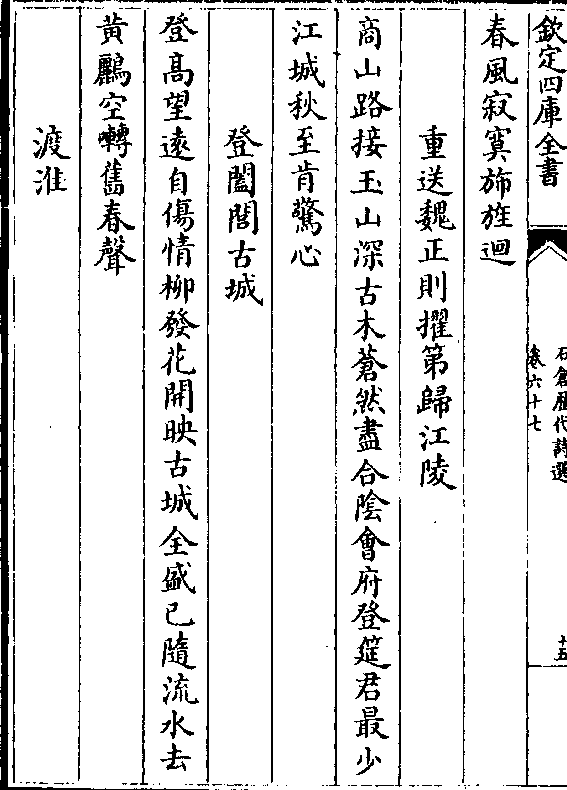 欽定四庫全書
石倉歷代詩選
卷六十七
十五
春風寂寞斾旌迴
重送魏正則擢第歸江陵
商山路接玉山深古木蒼然盡合陰會府登筵君最少
江城秋至肯驚心
登闔閭古城
登高望遠自傷情柳發花開映古城全盛已隨流水去
黃鸝空囀舊春聲
渡淮